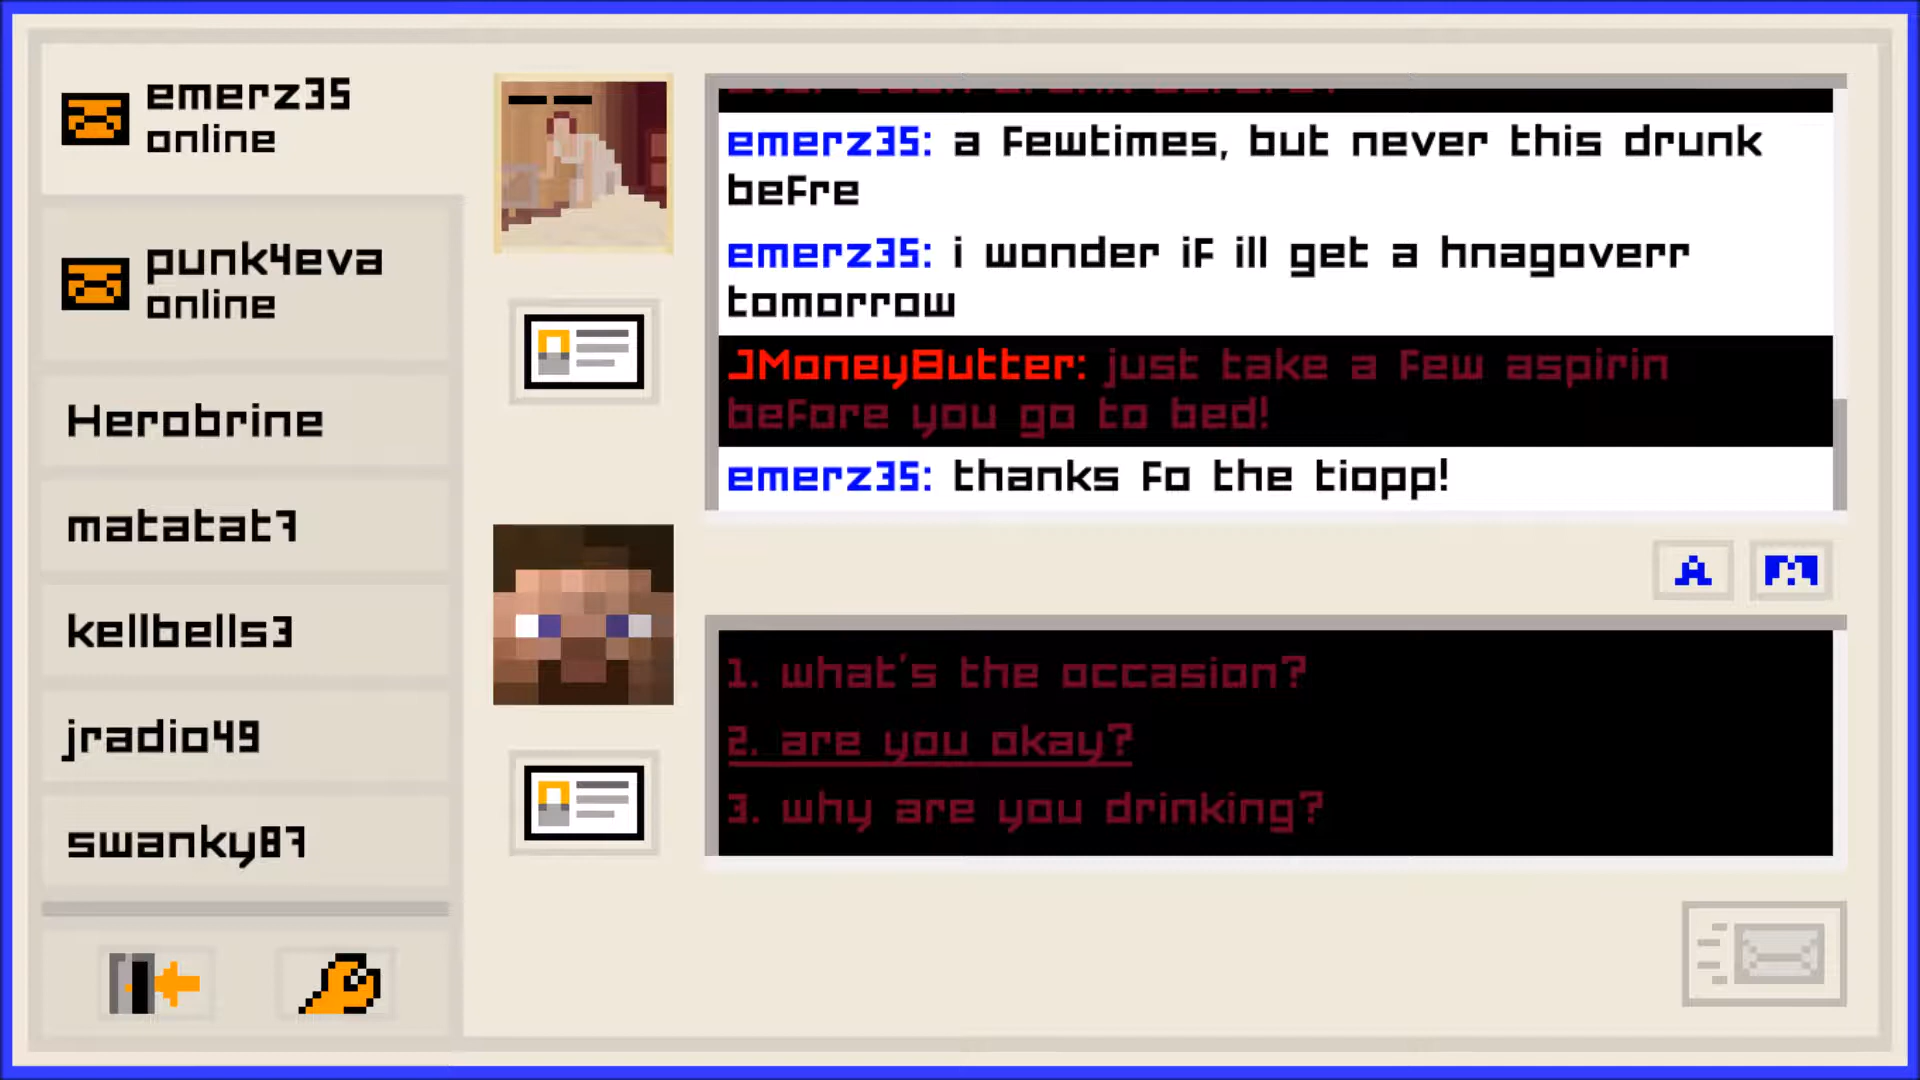 emerz35
online
punk4eva
online
Herobrine
matatat7
kellbells3
jradio49
swanky87
emerz35: a fewtimes, but never this drunk
befre
emerz35: i wonder if ill get a hnagoverr
tomorrow
JMoneyButter: just take a few aspirin
before you go to bed!
emerz35: thanks fo the tiopp!
A
1. what's the occasion?
2. are you okay?
3. why are you drinking?